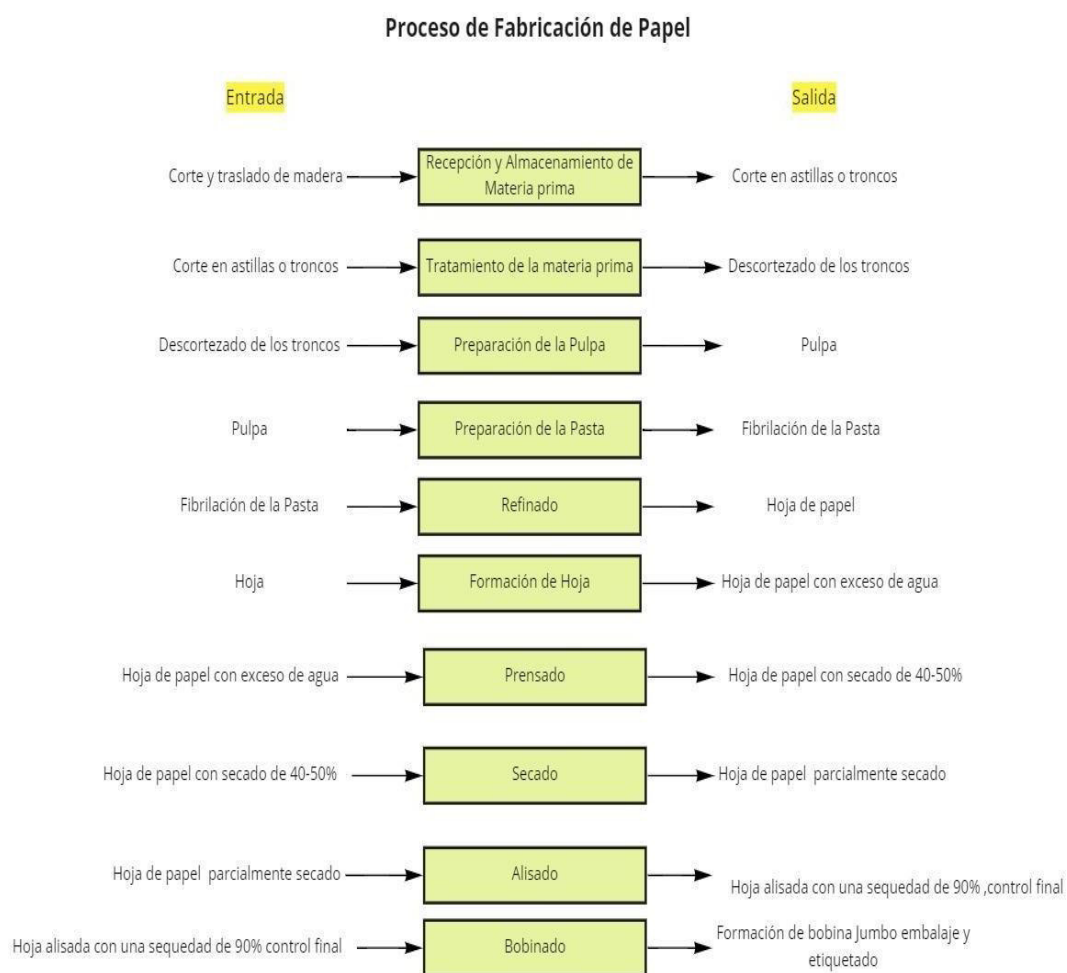 Proceso de Fabricación de Papel
Entrada
Salida
Corte y traslado de madera
Recepción y Almacenamiento de
Materia prima
Corte en astillas o troncos
Corte en astillas o troncos
Tratamiento de la materia prima
Descortezado de los troncos
Descortezado de los troncos
Preparación de la Pulpa
Pulpa
Pulpa
Preparación de la Pasta
Fibrilación de la Pasta
Fibrilación de la Pasta
Refinado
Hoja de papel
Hoja
Formación de Hoja
Hoja de papel con exceso de agua
Hoja de papel con exceso de agua
Prensado
Hoja de papel con secado de 40-50%
Hoja de papel con secado de 40-50%
Secado
Hoja de papel parcialmente secado
Hoja de papel parcialmente secado
Alisado
Hoja alisada con una sequedad de 90% ,control final
Hoja alisada con una sequedad de 90% control final
Bobinado
Formación de bobina Jumbo embalaje y
etiquetado